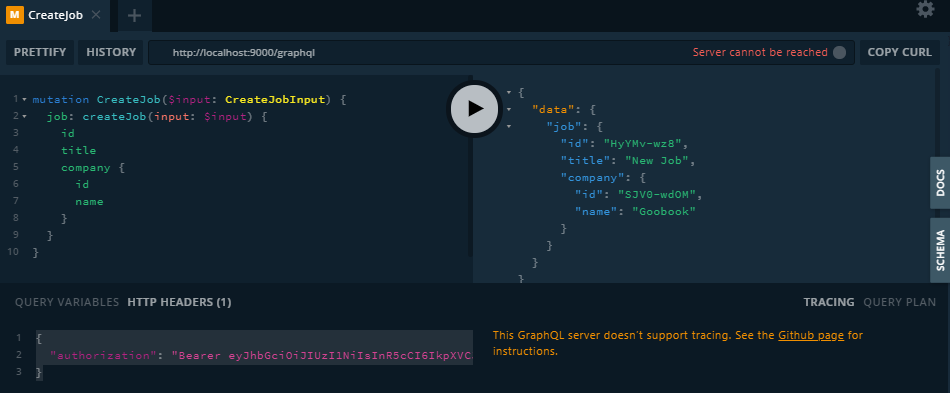 M CreateJob × +
PRETTIFY HISTORY http://localhost:9000/graphql Server cannot be reached COPY CURL
1 mutation CreateJob($input: CreateJobInput) {
2 job: createJob(input: $input) {
3 id
4 title
5 company {
6 id
7 name
8 }
9 }
10 }
{
"data": {
"job": {
"id": "HyYMv-wz8",
"title": "New Job",
"company": {
"id": "SJV0-wdOM",
"name": "Goobook"
}
}
}
}
DOCS
SCHEMA
QUERY VARIABLES HTTP HEADERS (1) TRACING QUERY PLAN
1 {
2 "authorization": "Bearer eyJhbGciOiJIUzI1NiIsInR5cCI6IkpXVC
3 }
This GraphQL server doesn't support tracing. See the Github page for
instructions.